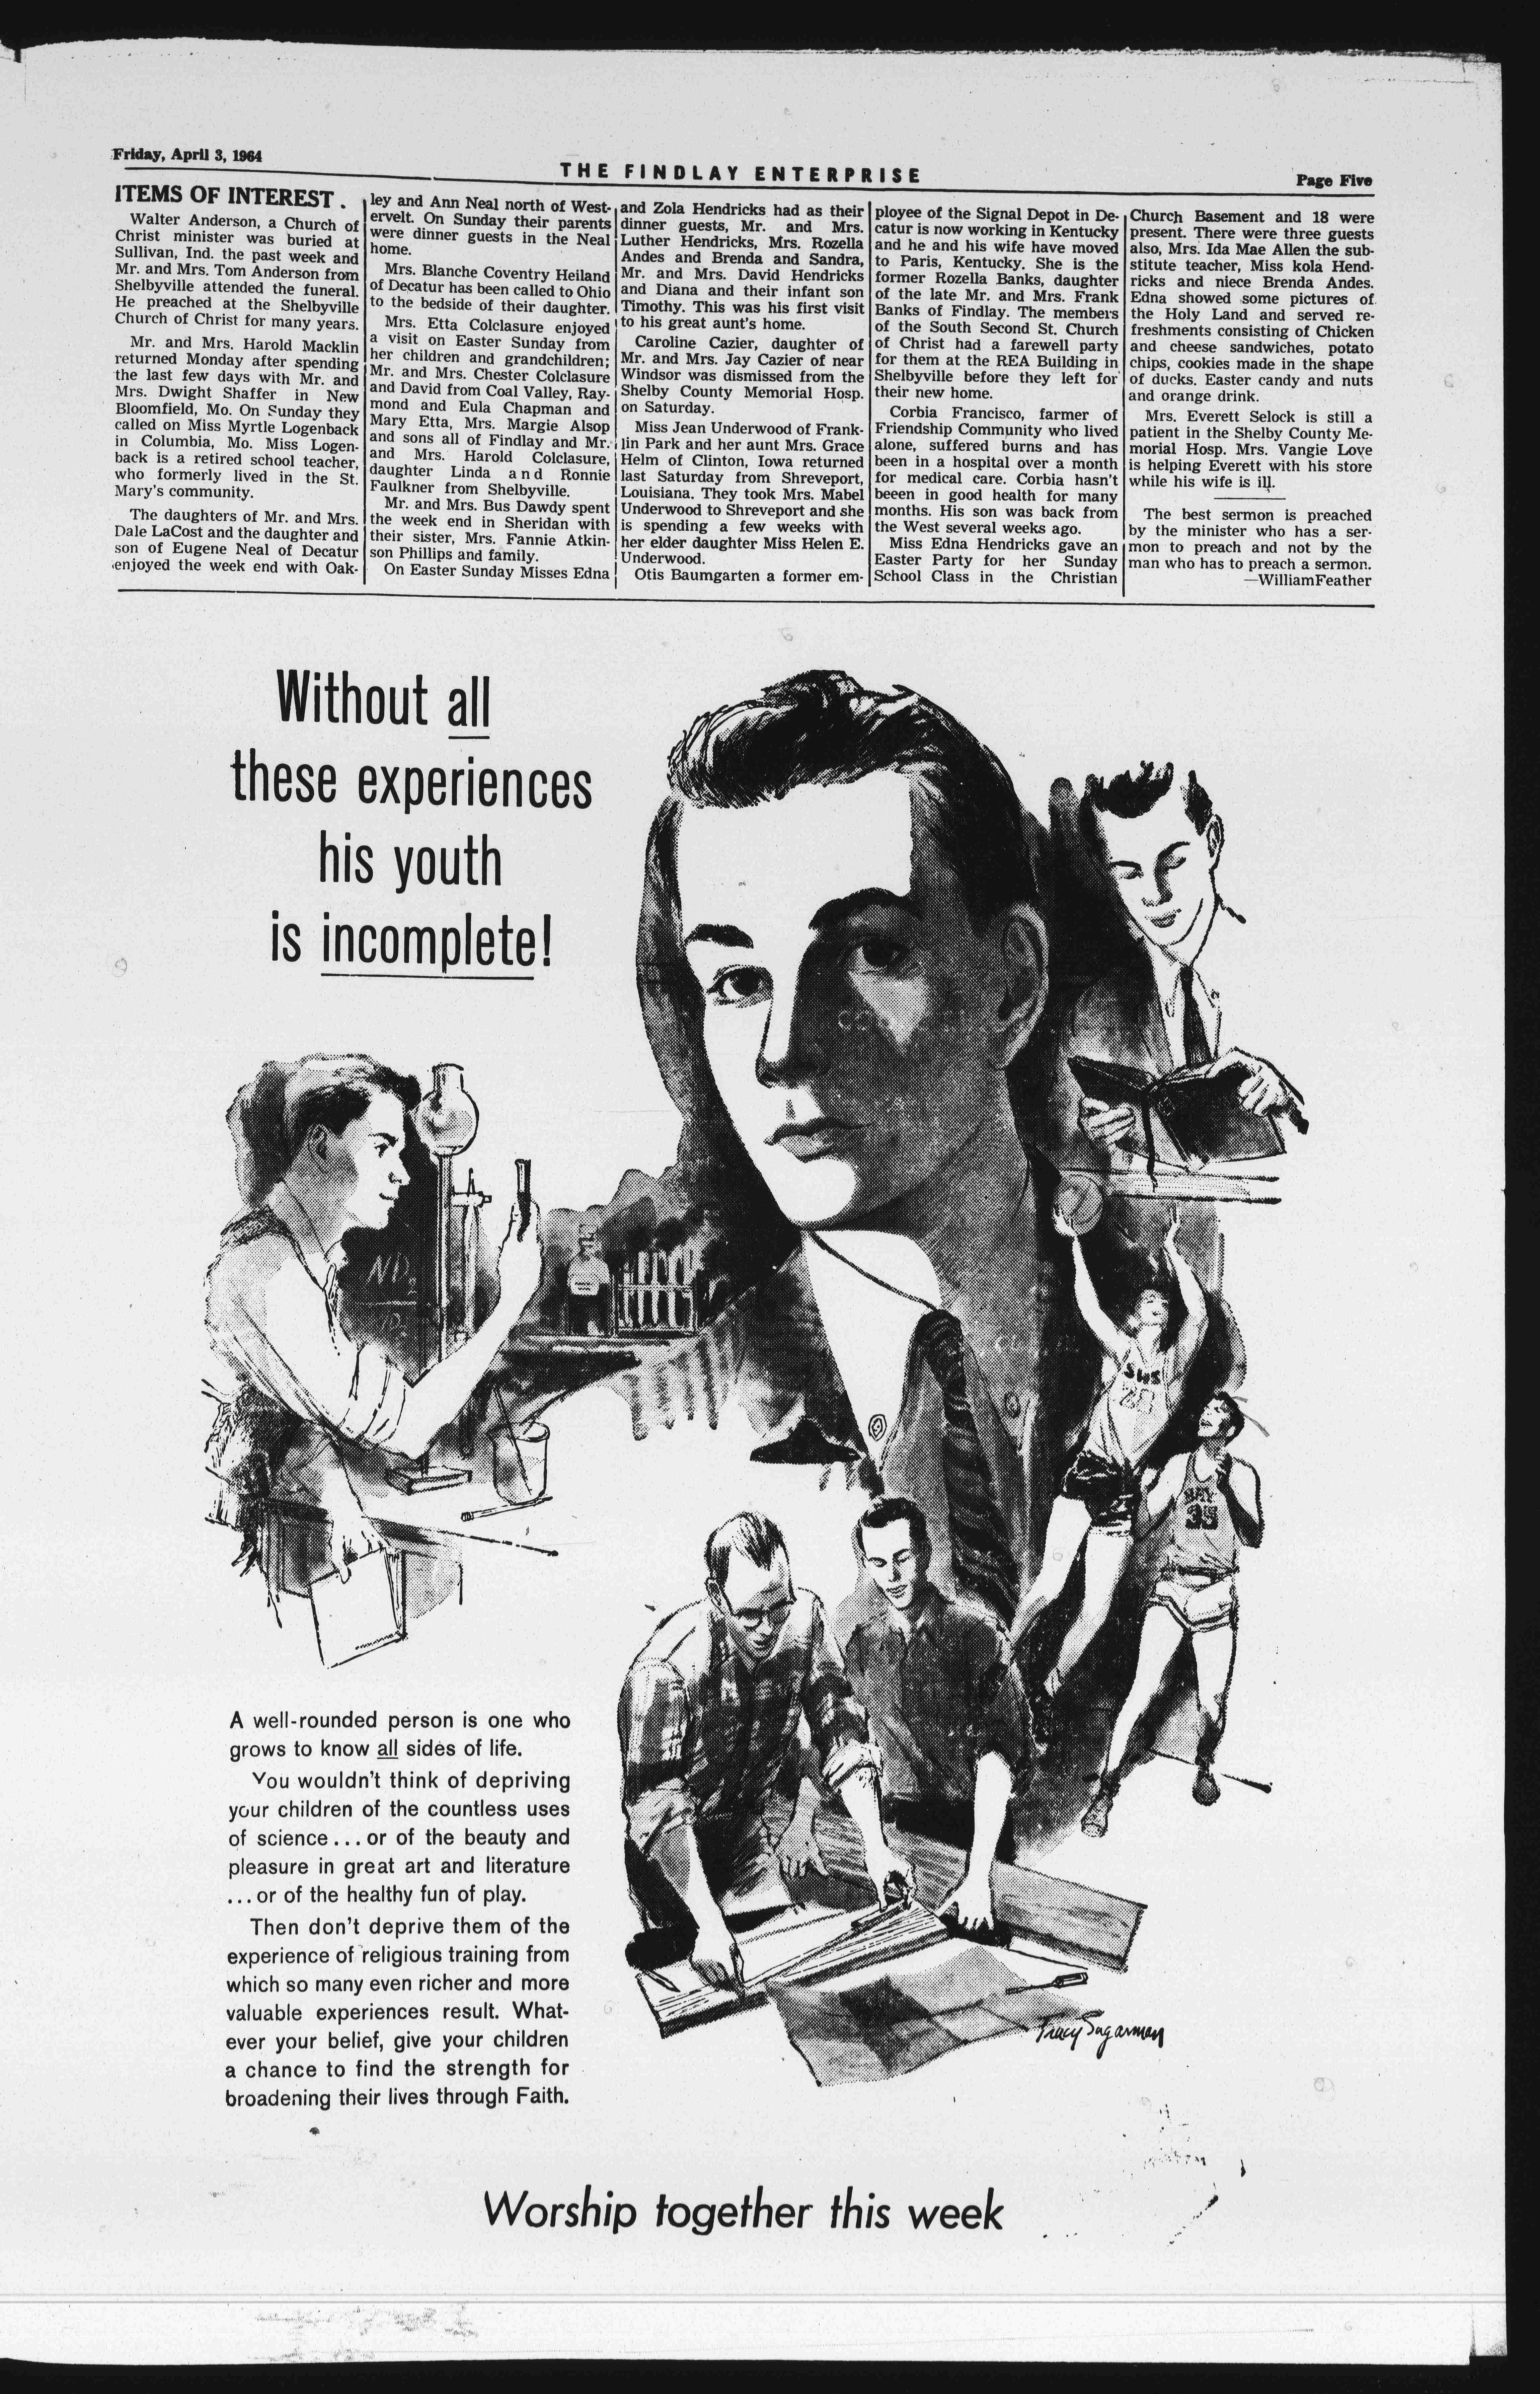 Friday, April 3, 1964
THE FINDLAY ENTERPRISE
Page Five
ITEMS OF INTEREST .
Walter Anderson, a Church of
Christ minister was buried at
Sullivan, Ind. the past week and
Mr. and Mrs. Tom Anderson from
Shelbyville attended the funeral.
He preached at the Shelbyville
Church of Christ for many years.
Mr. and Mrs. Harold Macklin
returned Monday after spending
the last few days with Mr. and
Mrs. Dwight Shaffer in New
Bloomfield, Mo. On Sunday they
called on Miss Myrtle Logenback
in Columbia, Mo. Miss Logen-
back is a retired school teacher,
who formerly lived in the St.
Mary's community.
The daughters of Mr. and Mrs.
Dale LaCost and the daughter and
son of Eugene Neal of Decatur
enjoyed the week end with Oak-
ley and Ann Neal north of West-
ervelt. On Sunday their parents
were dinner guests in the Neal
home.
Mrs. Blanche Coventry Heiland
of Decatur has been called to Ohio
to the bedside of their daughter.
Mrs. Etta Colclasure enjoyed
a visit on Easter Sunday from
her children and grandchildren;
Mr. and Mrs. Chester Colclasure
and David from Coal Valley, Ray-
mond and Eula Chapman and
Mary Etta, Mrs. Margie Alsop
and sons all of Findlay and Mr.
and Mrs. Harold Colclasure,
daughter Linda and Ronnie
Faulkner from Shelbyville.
Mr. and Mrs. Bus Dawdy spent
the week end in Sheridan with
their sister, Mrs. Fannie Atkin-
son Phillips and family.
On Easter Sunday Misses Edna
and Zola Hendricks had as their
dinner guests, Mr. and Mrs.
Luther Hendricks, Mrs. Rozella
Andes and Brenda and Sandra,
Mr. and Mrs. David Hendricks
and Diana and their infant son
Timothy. This was his first visit
to his great aunt's home.
Caroline Cazier, daughter of
Mr. and Mrs. Jay Cazier of near
Windsor was dismissed from the
Shelby County Memorial Hosp.
on Saturday.
Miss Jean Underwood of Frank-
lin Park and her aunt Mrs. Grace
Helm of Clinton, Iowa returned
last Saturday from Shreveport,
Louisiana. They took Mrs. Mabel
Underwood to Shreveport and she
is spending a few weeks with
her elder daughter Miss Helen E.
Underwood.
Otis Baumgarten a former em-
ployee of the Signal Depot in De-
catur is now working in Kentucky
and he and his wife have moved
to Paris, Kentucky. She is the
former Rozella Banks, daughter
of the late Mr. and Mrs. Frank
Banks of Findlay. The members
of the South Second St. Church
of Christ had a farewell party
for them at the REA Building in
Shelbyville before they left for
their new home.
Corbia Francisco, farmer of
Friendship Community who lived
alone, suffered burns and has
been in a hospital over a month
for medical care. Corbia hasn't
beeen in good health for many
months. His son was back from
the West several weeks ago.
Miss Edna Hendricks gave an
Easter Party for her Sunday
School Class in the Christian
Church Basement and 18 were
present. There were three guests
also, Mrs. Ida Mae Allen the sub-
stitute teacher, Miss kola Hend-
ricks and niece Brenda Andes.
Edna showed some pictures of
the Holy Land and served re-
freshments consisting of Chicken
and cheese sandwiches, potato
chips, cookies made in the shape
of ducks. Easter candy and nuts
and orange drink.
Mrs. Everett Selock is still a
patient in the Shelby County Me-
morial Hosp. Mrs. Vangie Love
is helping Everett with his store
while his wife is ill.
The best sermon is preached
by the minister who has a ser-
mon to preach and not by the
man who has to preach a sermon.
—WilliamFeather
Without all
these experiences
his youth
is incomplete!
ND2
SHS
BAY
35
A well-rounded person is one who
grows to know all sides of life.
You wouldn't think of depriving
your children of the countless uses
of science . . . or of the beauty and
pleasure in great art and literature
. . . or of the healthy fun of play.
Then don't deprive them of the
experience of religious training from
which so many even richer and more
valuable experiences result. What-
ever your belief, give your children
a chance to find the strength for
broadening their lives through Faith.
Tracy Sugarman
Worship together this week